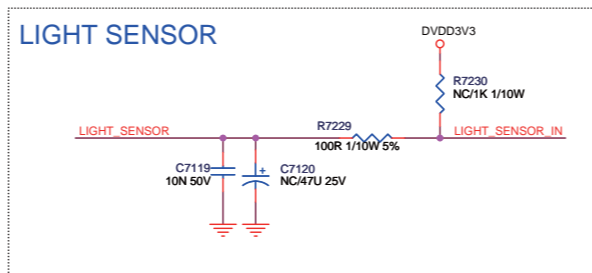 LIGHT SENSOR
DVDD3V3
R7230
NC/1K 1/10W
LIGHT_SENSOR
R7229
LIGHT_SENSOR_IN
100R 1/10W 5%
C7119
10N 50V
C7120
NC/47U 25V
+